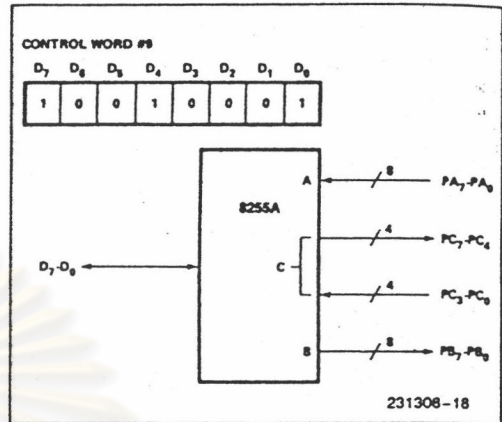 CONTROL WORD #9
D₇ D₆ D₅ D₄ D₃ D₂ D₁ D₀
1 0 0 1 0 0 0 1
A 8 PA₇-PA₀
8255A
4 PC₇-PC₄
D₇-D₀ C
4 PC₃-PC₀
B 8 PB₇-PB₀
231308-18